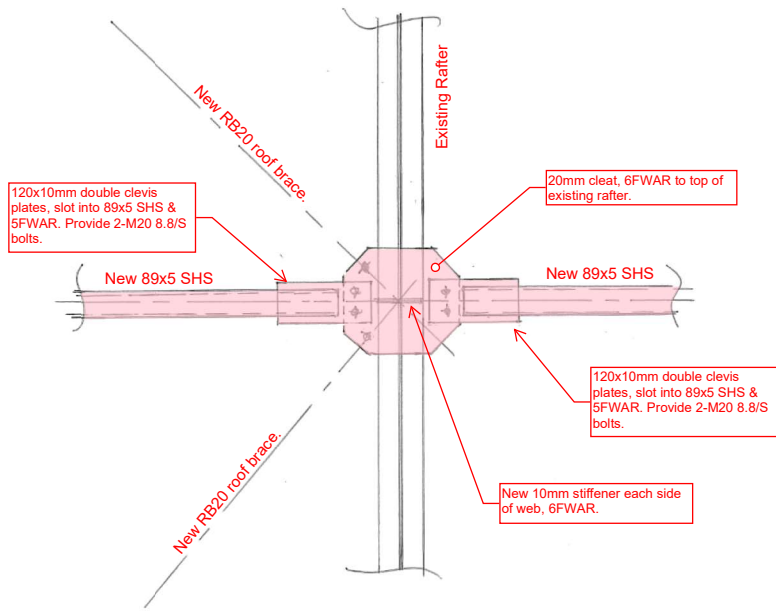 Existing Rafter
New RB20 roof brace.
120x10mm double clevis
plates, slot into 89x5 SHS &
5FWAR. Provide 2-M20 8.8/S
bolts.
20mm cleat, 6FWAR to top of
existing rafter.
New 89x5 SHS
New 89x5 SHS
120x10mm double clevis
plates, slot into 89x5 SHS &
5FWAR. Provide 2-M20 8.8/S
bolts.
New RB20 roof brace.
New 10mm stiffener each side
of web, 6FWAR.